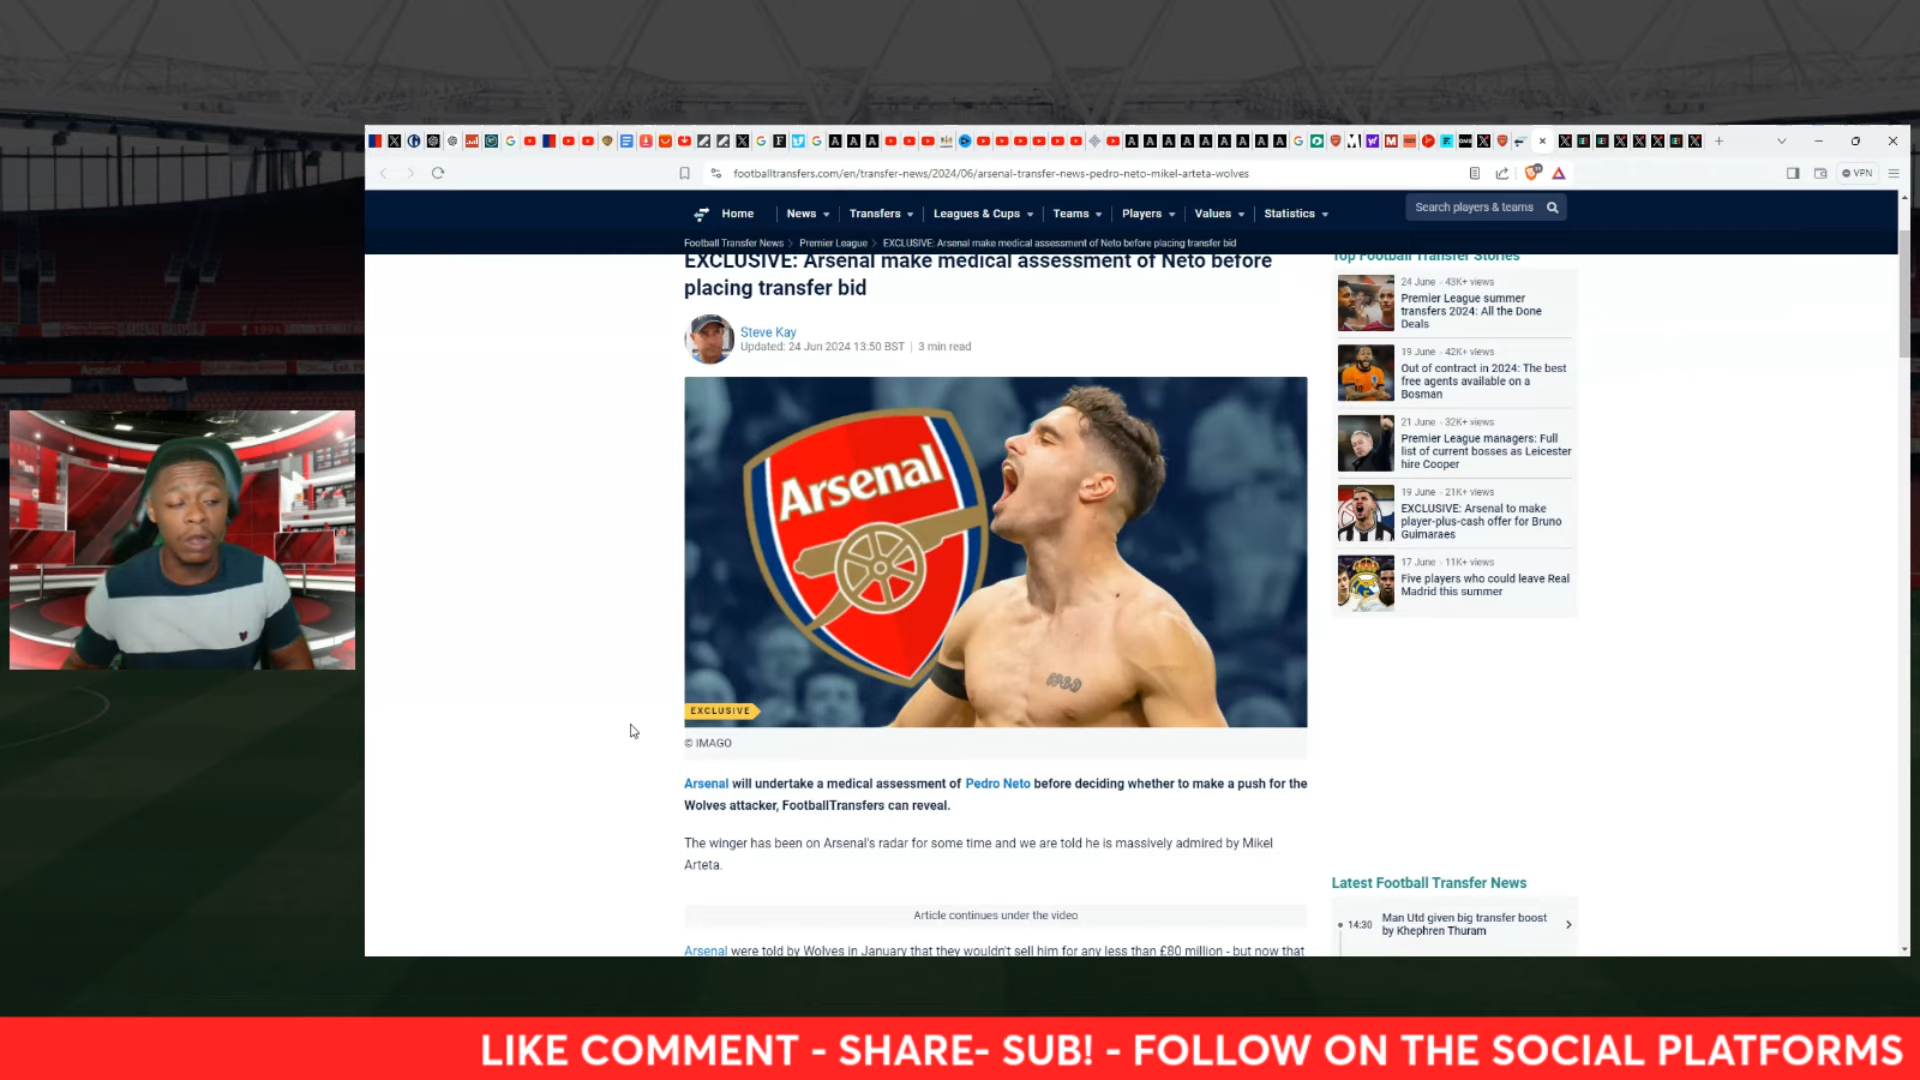 footballtransfers.com/en/transfer-news/2024/06/arsenal-transfer-news-pedro-neto-mikel-arteta-wolves
VPN
Home
News
Transfers
Leagues & Cups
Teams
Players
Values
Statistics
Search players & teams
Football Transfer News > Premier League > EXCLUSIVE: Arsenal make medical assessment of Neto before placing transfer bid
EXCLUSIVE: Arsenal make medical assessment of Neto before
placing transfer bid
Steve Kay
Updated: 24 Jun 2024 13:50 BST | 3 min read
Arsenal
EXCLUSIVE
© IMAGO
Arsenal will undertake a medical assessment of Pedro Neto before deciding whether to make a push for the
Wolves attacker, FootballTransfers can reveal.
The winger has been on Arsenal's radar for some time and we are told he is massively admired by Mikel
Arteta.
Article continues under the video
Arsenal were told by Wolves in January that they wouldn't sell him for any less than £80 million - but now that
Top Football Transfer Stories
24 June - 43K+ views
Premier League summer
transfers 2024: All the Done
Deals
19 June - 42K+ views
Out of contract in 2024: The best
free agents available on a
Bosman
21 June - 32K+ views
Premier League managers: Full
list of current bosses as Leicester
hire Cooper
19 June - 21K+ views
EXCLUSIVE: Arsenal to make
player-plus-cash offer for Bruno
Guimaraes
17 June - 11K+ views
Five players who could leave Real
Madrid this summer
Latest Football Transfer News
14:30
Man Utd given big transfer boost
by Khephren Thuram
Arsenal
LIKE COMMENT - SHARE- SUB! - FOLLOW ON THE SOCIAL PLATFORMS